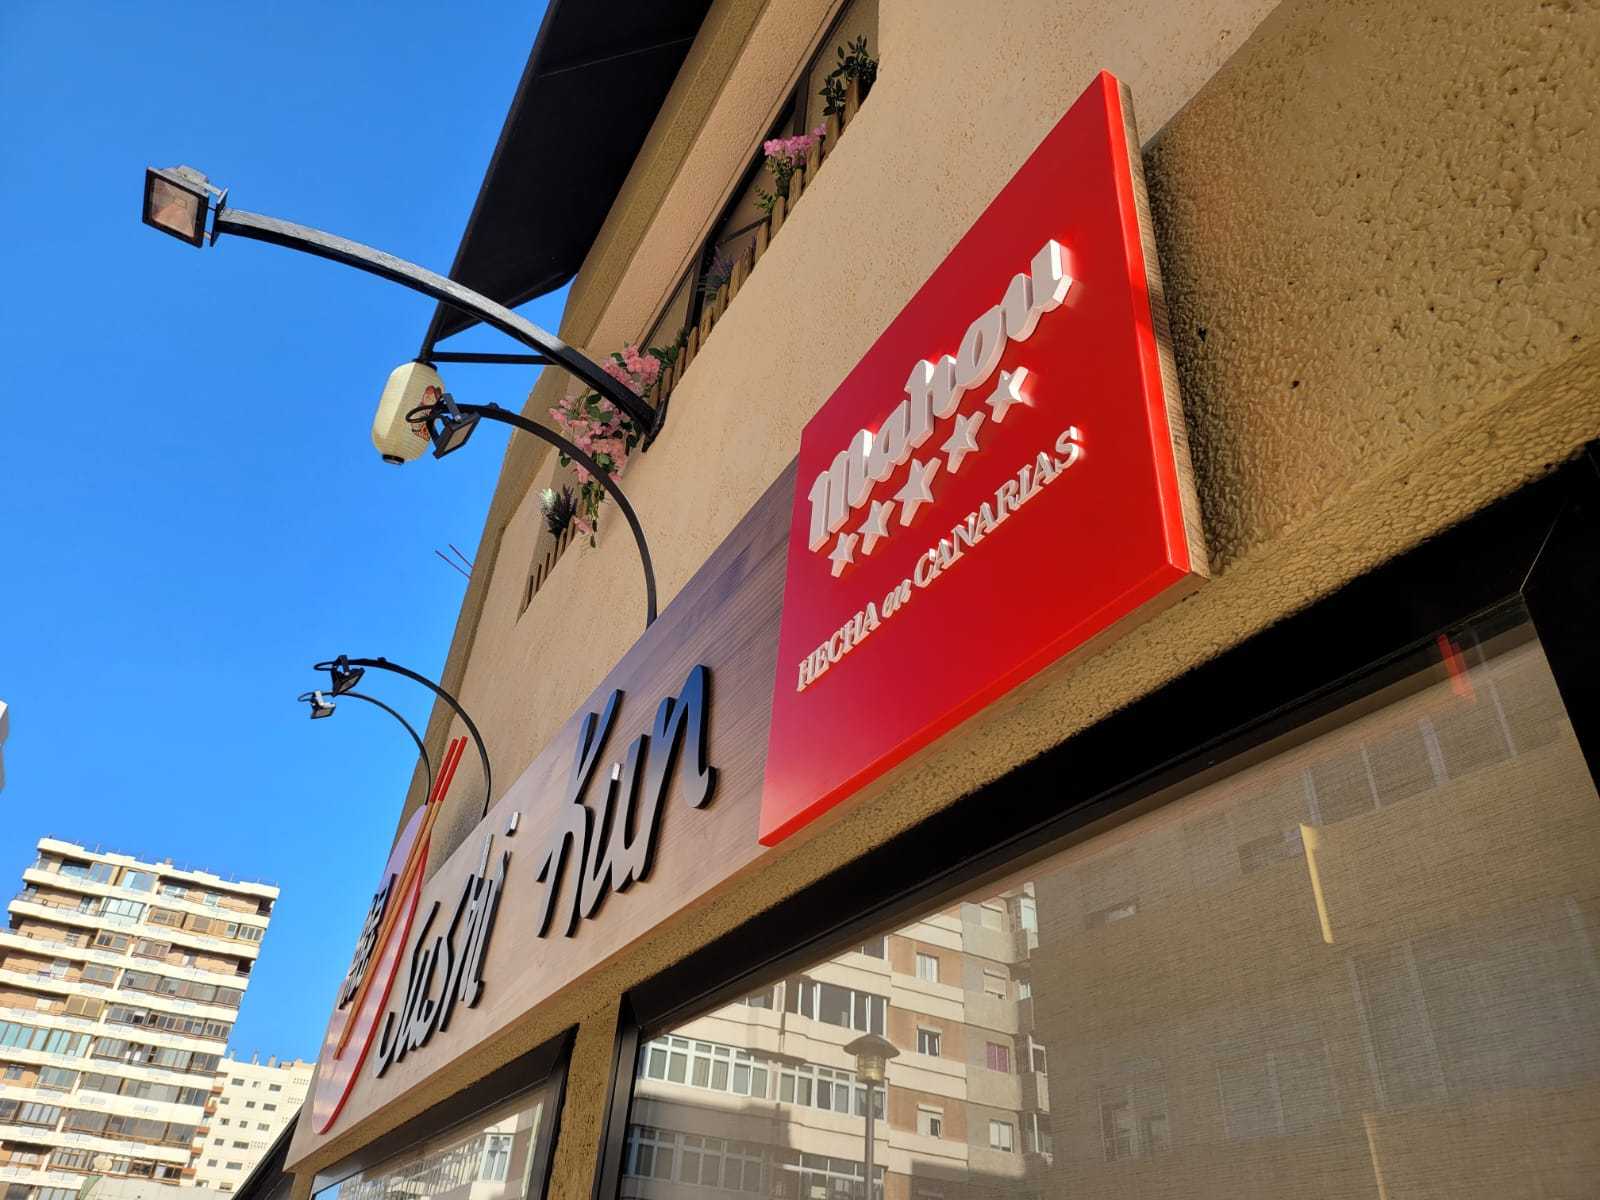 Mahou
HECHA en CANARIAS
Sushi Kun